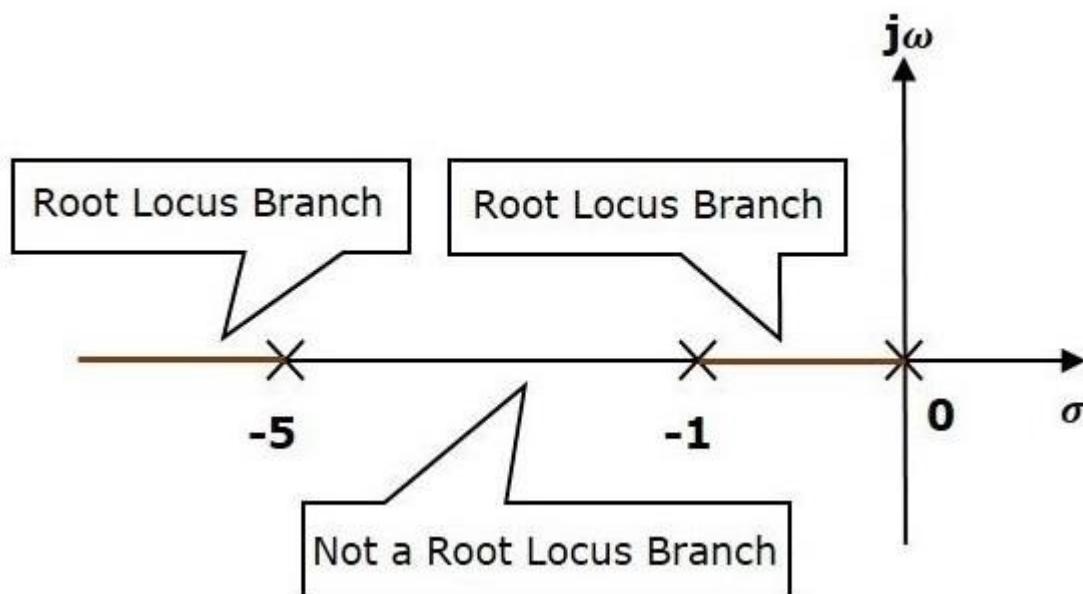 jω
Root Locus Branch
Root Locus Branch
-5
-1
0
σ
Not a Root Locus Branch